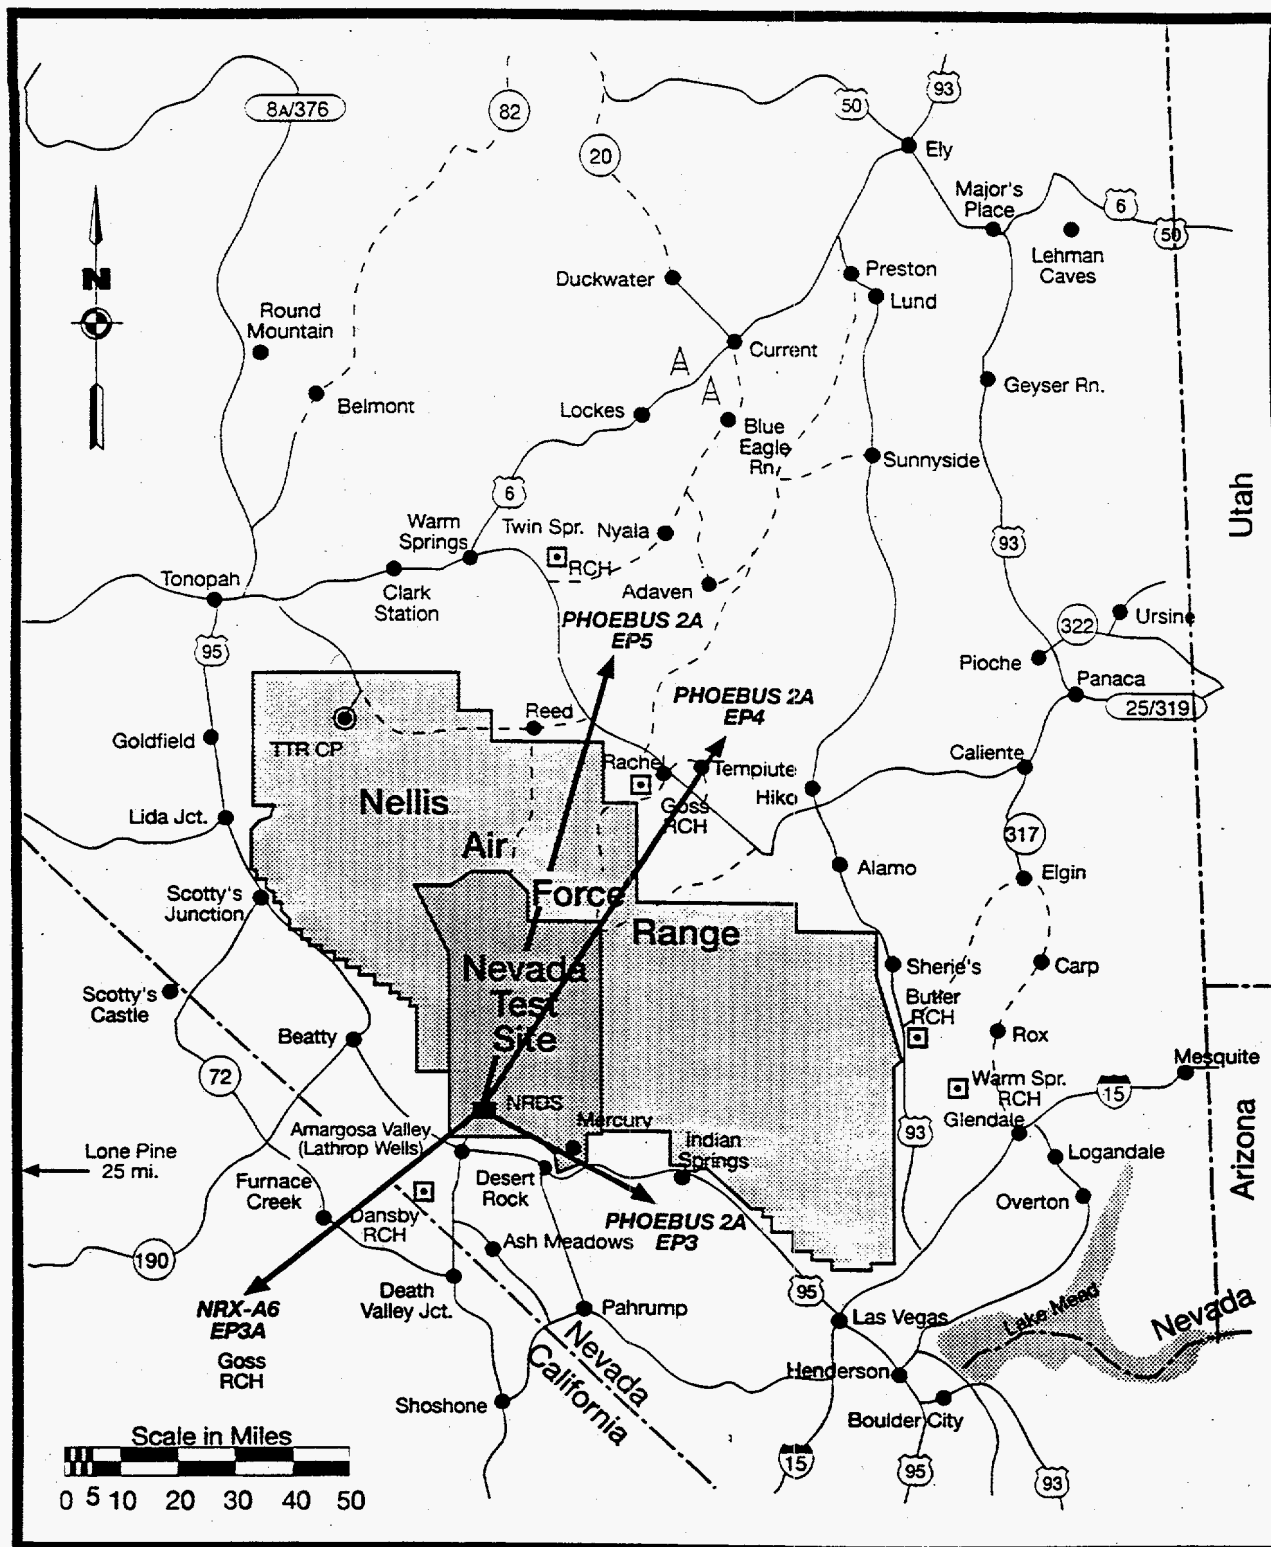 8A/376
82
20
50
93
Ely
Major's
Place
6
50
Lehman
Caves
N
Duckwater
Preston
Lund
Round
Mountain
Current
Geyser Rn.
Belmont
Lockes
Blue
Eagle
Rn.
Sunnyside
Utah
6
Warm
Springs
Twin Spr.
RCH
Nyala
93
Tonopah
Clark
Station
Adaven
322
Ursine
95
PHOEBUS 2A
EP5
Pioche
Panaca
25/319
PHOEBUS 2A
EP4
Reed
TTR CP
Goldfield
Rachel
Tempiute
Caliente
Nellis
Goss
RCH
Hiko
Lida Jct.
317
Air
Alamo
Elgin
Scotty's
Junction
Force
Range
Nevada
Test
Site
Sherie's
Carp
Scotty's
Castle
Butler
RCH
Rox
Beatty
Mesquite
72
Warm Spr.
RCH
15
NRDS
Mercury
Glendale
Amargosa Valley
(Lathrop Wells)
93
Indian
Springs
Logandale
Arizona
Lone Pine
25 mi.
Furnace
Creek
Desert
Rock
Overton
Dansby
RCH
PHOEBUS 2A
EP3
Ash Meadows
190
Death
Valley Jct.
95
NRX-A6
EP3A
Goss
RCH
Pahrump
Las Vegas
Lake Mead
Nevada
Nevada
California
Henderson
Shoshone
Boulder City
Scale in Miles
15
95
93
0 5 10 20 30 40 50